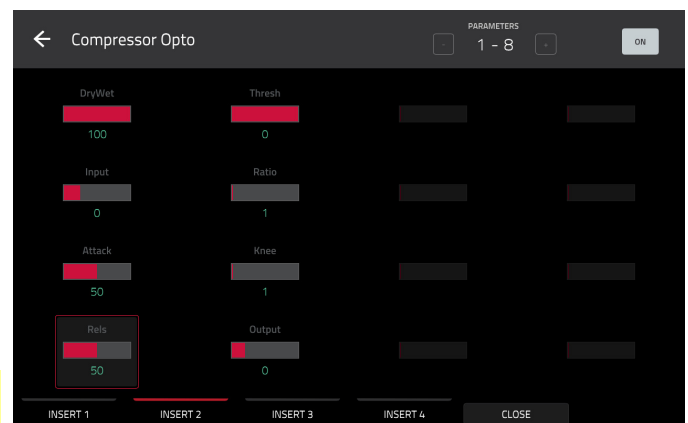 Compressor Opto
PARAMETERS
- 1 - 8 +
ON
DryWet Thresh
100 0
Input Ratio
0 1
Attack Knee
50 1
Rels Output
50 0
INSERT 1 INSERT 2 INSERT 3 INSERT 4 CLOSE